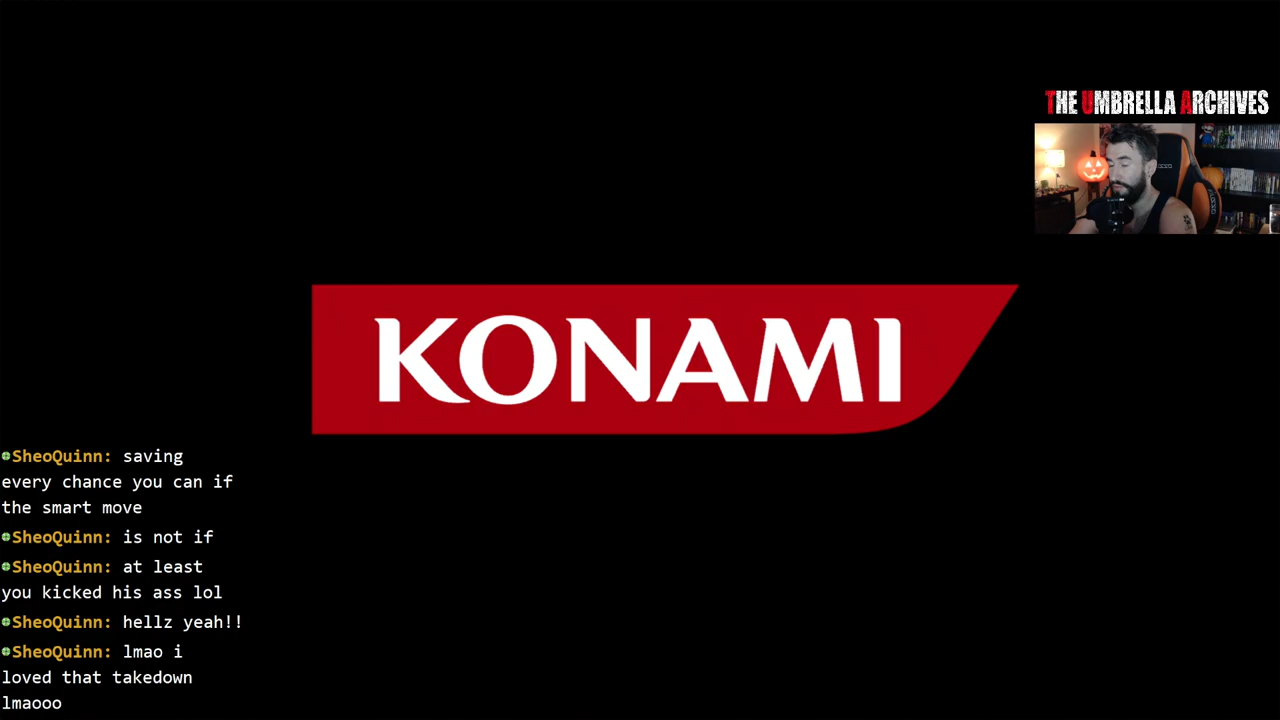 THE UMBRELLA ARCHIVES
KONAMI
SheoQuinn: saving
every chance you can if
the smart move
SheoQuinn: is not if
SheoQuinn: at least
you kicked his ass lol
SheoQuinn: hellz yeah!!
SheoQuinn: lmao i
loved that takedown
lmaooo